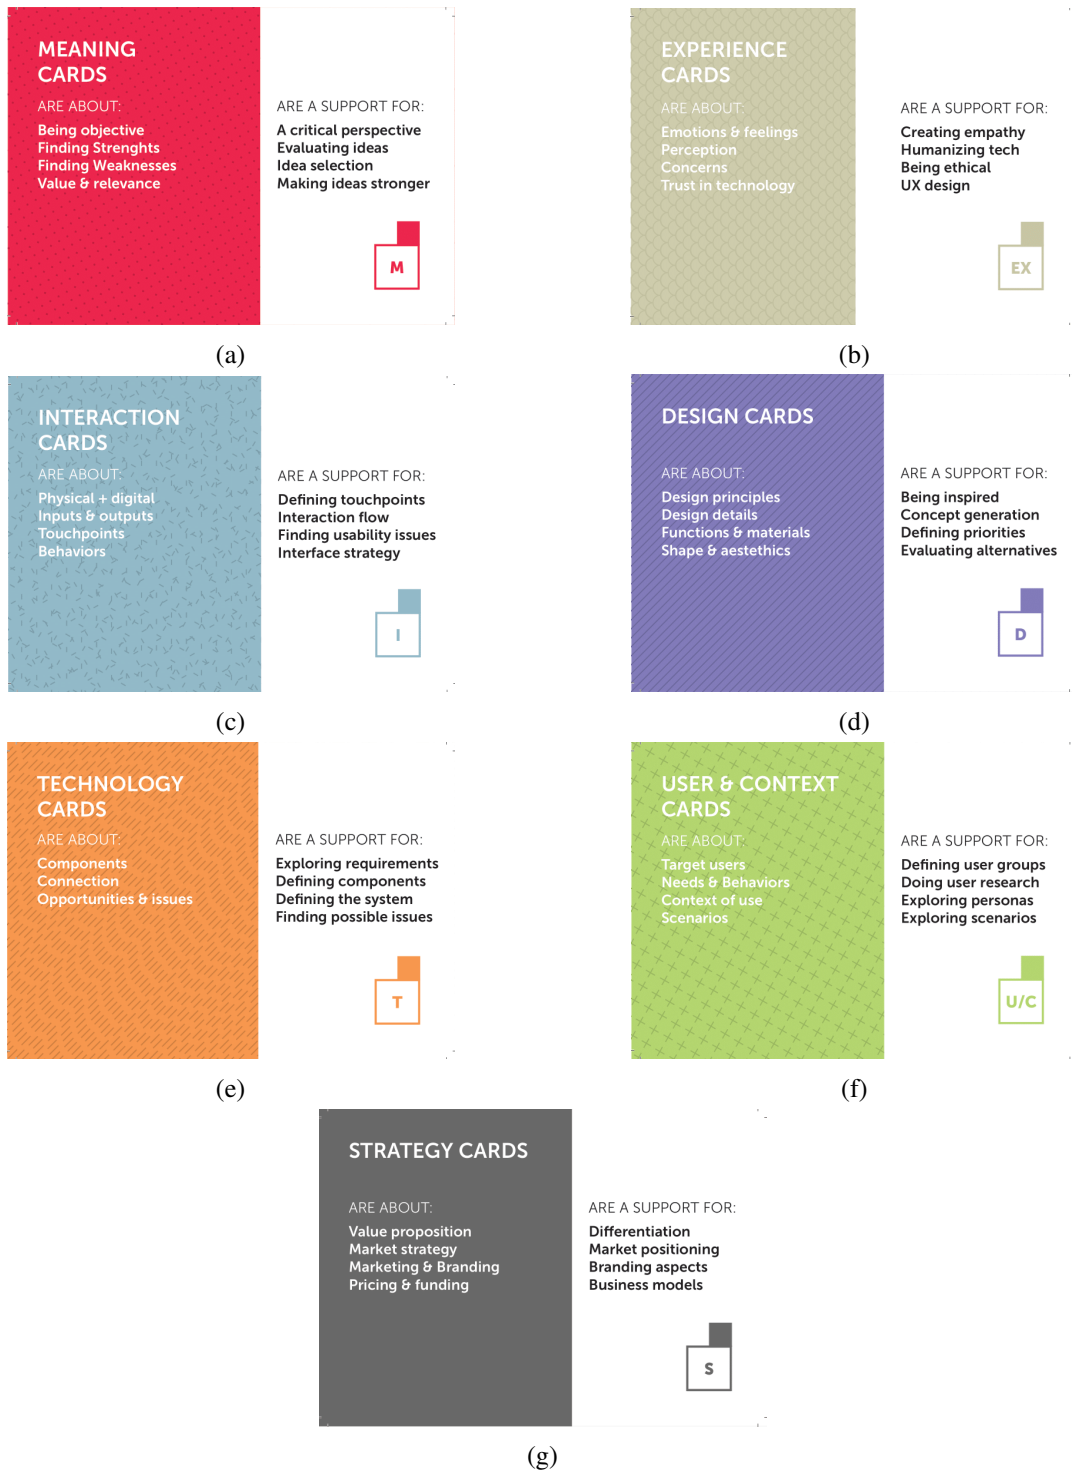 MEANING
CARDS
ARE ABOUT:
Being objective
Finding Strenghts
Finding Weaknesses
Value & relevance
ARE A SUPPORT FOR:
A critical perspective
Evaluating ideas
Idea selection
Making ideas stronger
M
(a)
EXPERIENCE
CARDS
ARE ABOUT:
Emotions & feelings
Perception
Concerns
Trust in technology
ARE A SUPPORT FOR:
Creating empathy
Humanizing tech
Being ethical
UX design
EX
(b)
INTERACTION
CARDS
ARE ABOUT:
Physical + digital
Inputs & outputs
Touchpoints
Behaviors
ARE A SUPPORT FOR:
Defining touchpoints
Interaction flow
Finding usability issues
Interface strategy
I
(c)
DESIGN CARDS
ARE ABOUT:
Design principles
Design details
Functions & materials
Shape & aestethics
ARE A SUPPORT FOR:
Being inspired
Concept generation
Defining priorities
Evaluating alternatives
D
(d)
TECHNOLOGY
CARDS
ARE ABOUT:
Components
Connection
Opportunities & issues
ARE A SUPPORT FOR:
Exploring requirements
Defining components
Defining the system
Finding possible issues
T
(e)
USER & CONTEXT
CARDS
ARE ABOUT:
Target users
Needs & Behaviors
Context of use
Scenarios
ARE A SUPPORT FOR:
Defining user groups
Doing user research
Exploring personas
Exploring scenarios
U/C
(f)
STRATEGY CARDS
ARE ABOUT:
Value proposition
Market strategy
Marketing & Branding
Pricing & funding
ARE A SUPPORT FOR:
Differentiation
Market positioning
Branding aspects
Business models
S
(g)